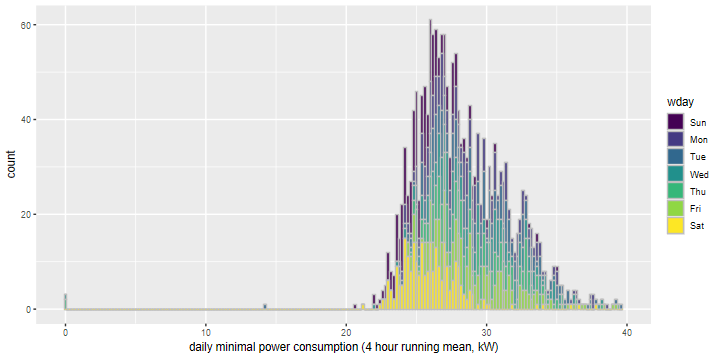 60
40
20
0
count
0
10
20
30
40
daily minimal power consumption (4 hour running mean, kW)
wday
Sun
Mon
Tue
Wed
Thu
Fri
Sat